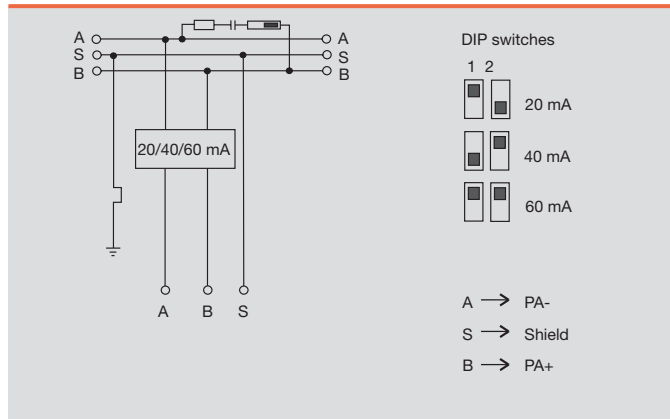 A A
S S
B B
20/40/60 mA
A B S
DIP switches
1 2
20 mA
40 mA
60 mA
A → PA-
S → Shield
B → PA+